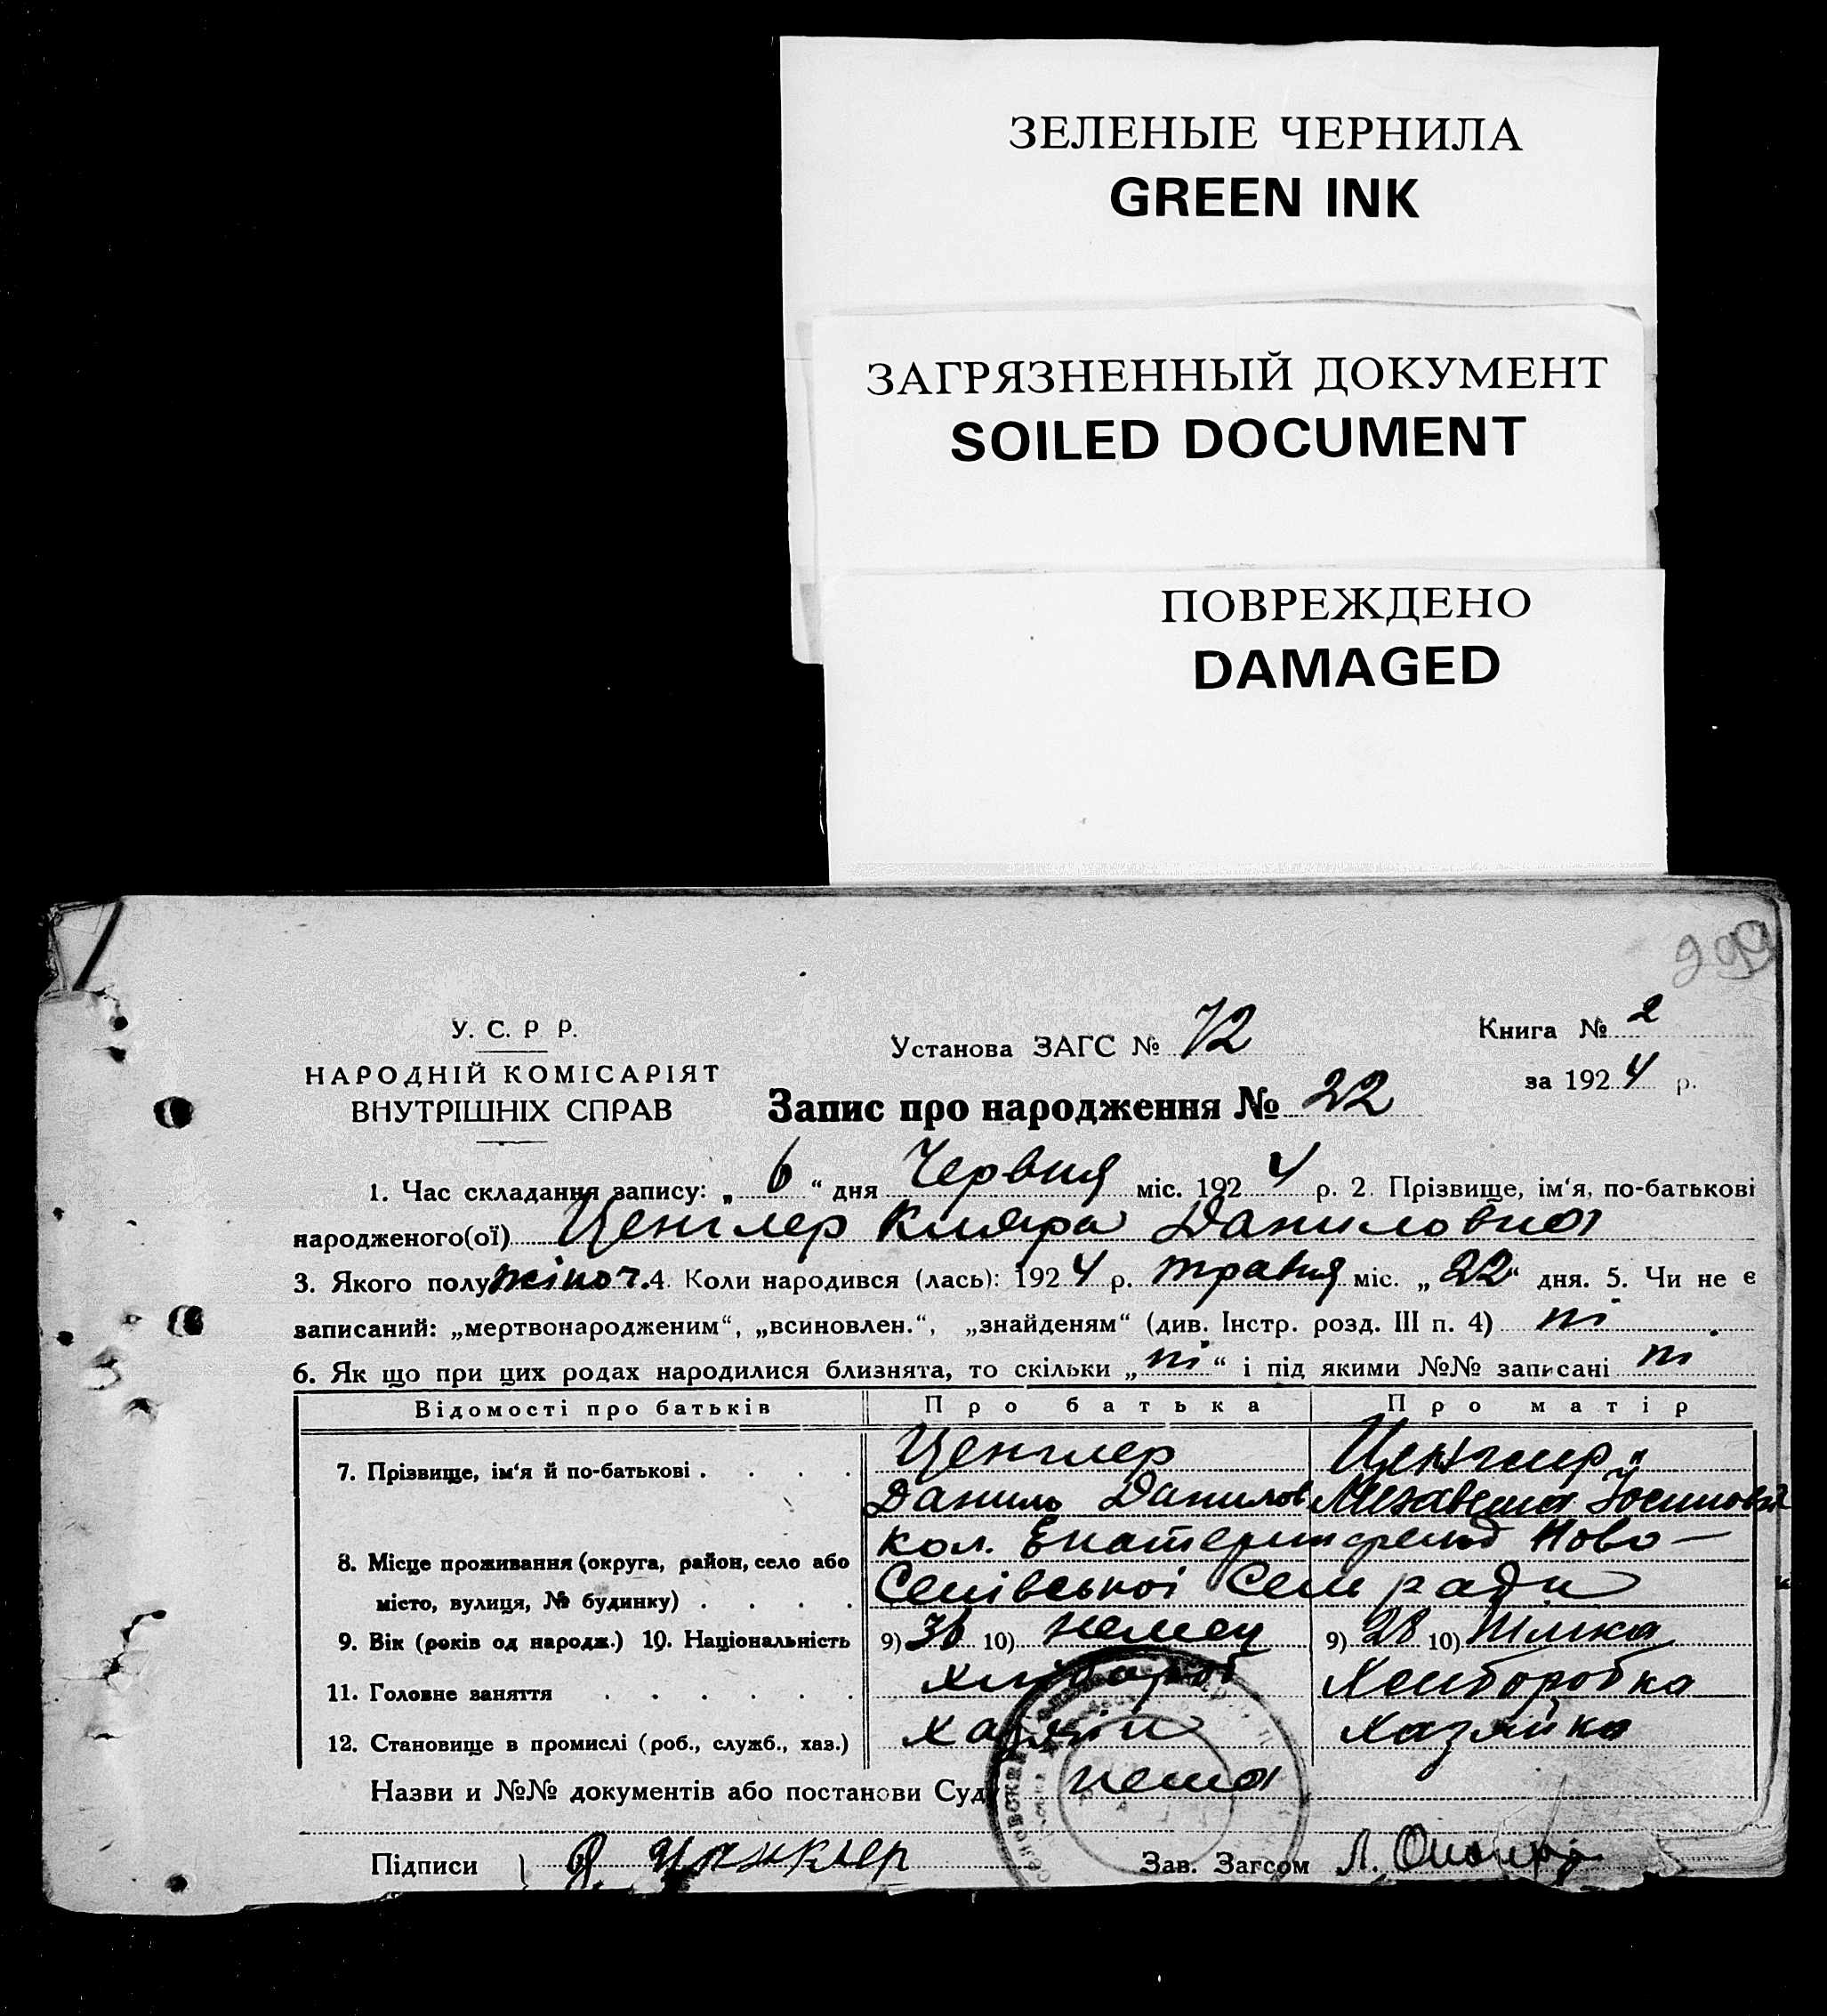 ЗЕЛЕНЫЕ ЧЕРНИЛА
GREEN INK
ЗАГРЯЗНЕННЫЙ ДОКУМЕНТ
SOILED DOCUMENT
ПОВРЕЖДЕНО
DAMAGED
У. С. Р Р.
НАРОДНІЙ КОМІСАРІЯТ
ВНУТРІШНІХ СПРАВ
Установа ЗАГС № 72
Книга № 2
за 1924 р.
Запис про народження № 22
1. Час складання запису: „ 6 “ дня Червня міс. 1924 р. 2. Прізвище, ім‘я, по-батькові
народженого(ої) Ценглер Кляра Даниловна
3. Якого полу жіноч. 4. Коли народився (лась): 1924 р. травня міс. „ 22 “ дня. 5. Чи не є
записаний: „мертвонародженим“, „всиновлен.“, „знайденям“ (див. Інстр. розд. III п. 4) ні
6. Як що при цих родах народилися близнята, то скільки „ ні “ і під якими №№ записані ні
Відомості про батьків Про батька Про матір
7. Прізвище, ім‘я й по-батькові . . . . Ценглер Ценглер
Даниль Данилов
8. Місце проживання (округа, район, село або кол. Екатеринфельд Ново-
місто, вулиця, № будинку) . . . . Сел ради
9. Вік (років од народж.) 10. Національність 9) 36 10) немец 9) 28 10) Німка
11. Головне заняття . . . . . . Хлібороб Хлиборобка
12. Становище в промислі (роб., служб., хаз.) Хазяін Хазяйка
Назви и №№ документів або постанови Суд нема
Підписи Зав. Загсом Л.